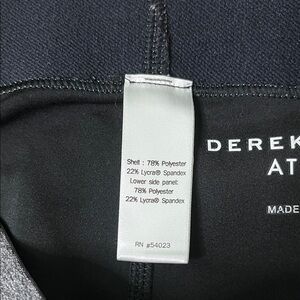 Shell : 78% Polyester
22% Lycra® Spandex
Lower side panel:
78% Polyester
22% Lycra® Spandex
RN #54023
DEREK
AT
MADE